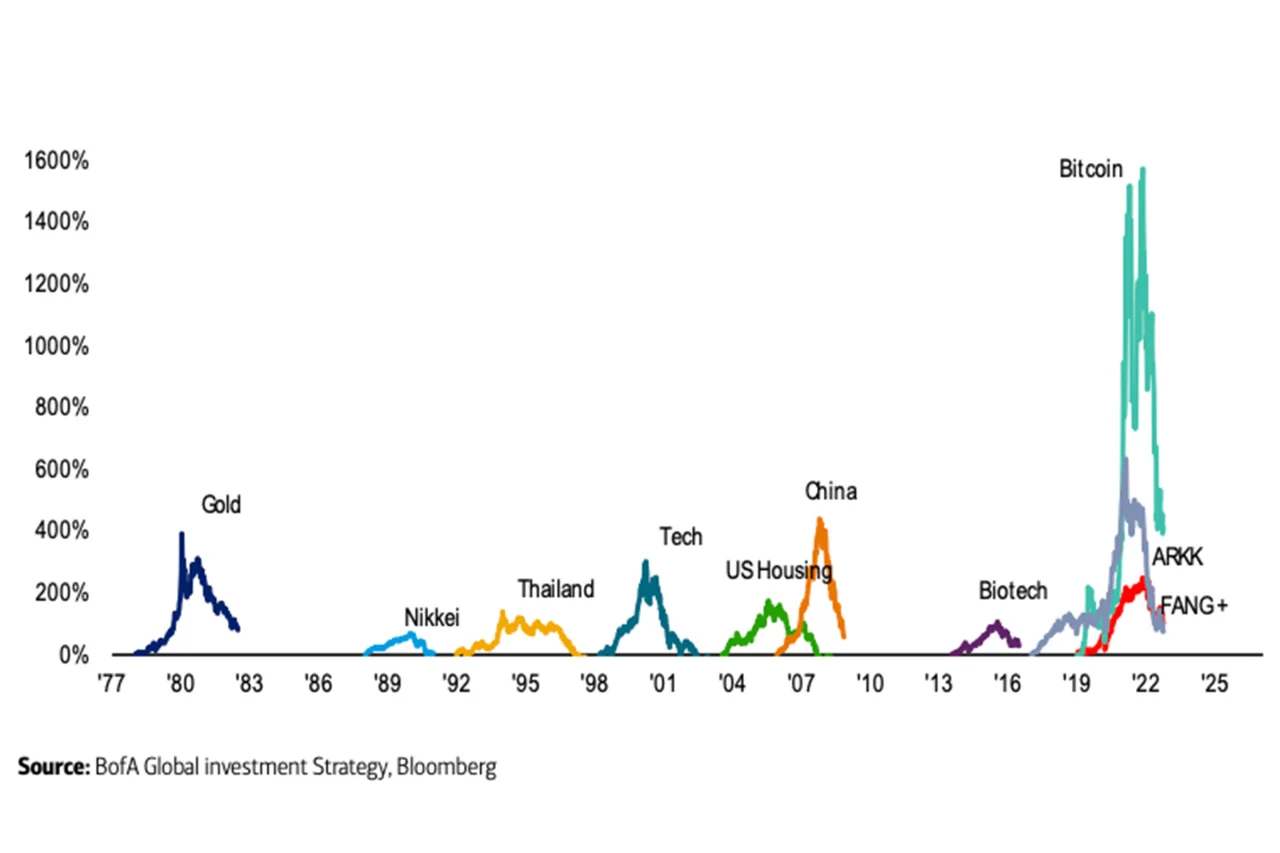 1600%
1400%
1200%
1000%
800%
600%
400%
200%
0%
Bitcoin
China
Gold
Tech
ARKK
US Housing
Thailand
Biotech
FANG+
Nikkei
'77 '80 '83 '86 '89 '92 '95 '98 '01 '04 '07 '10 '13 '16 '19 '22 '25
Source: BofA Global investment Strategy, Bloomberg